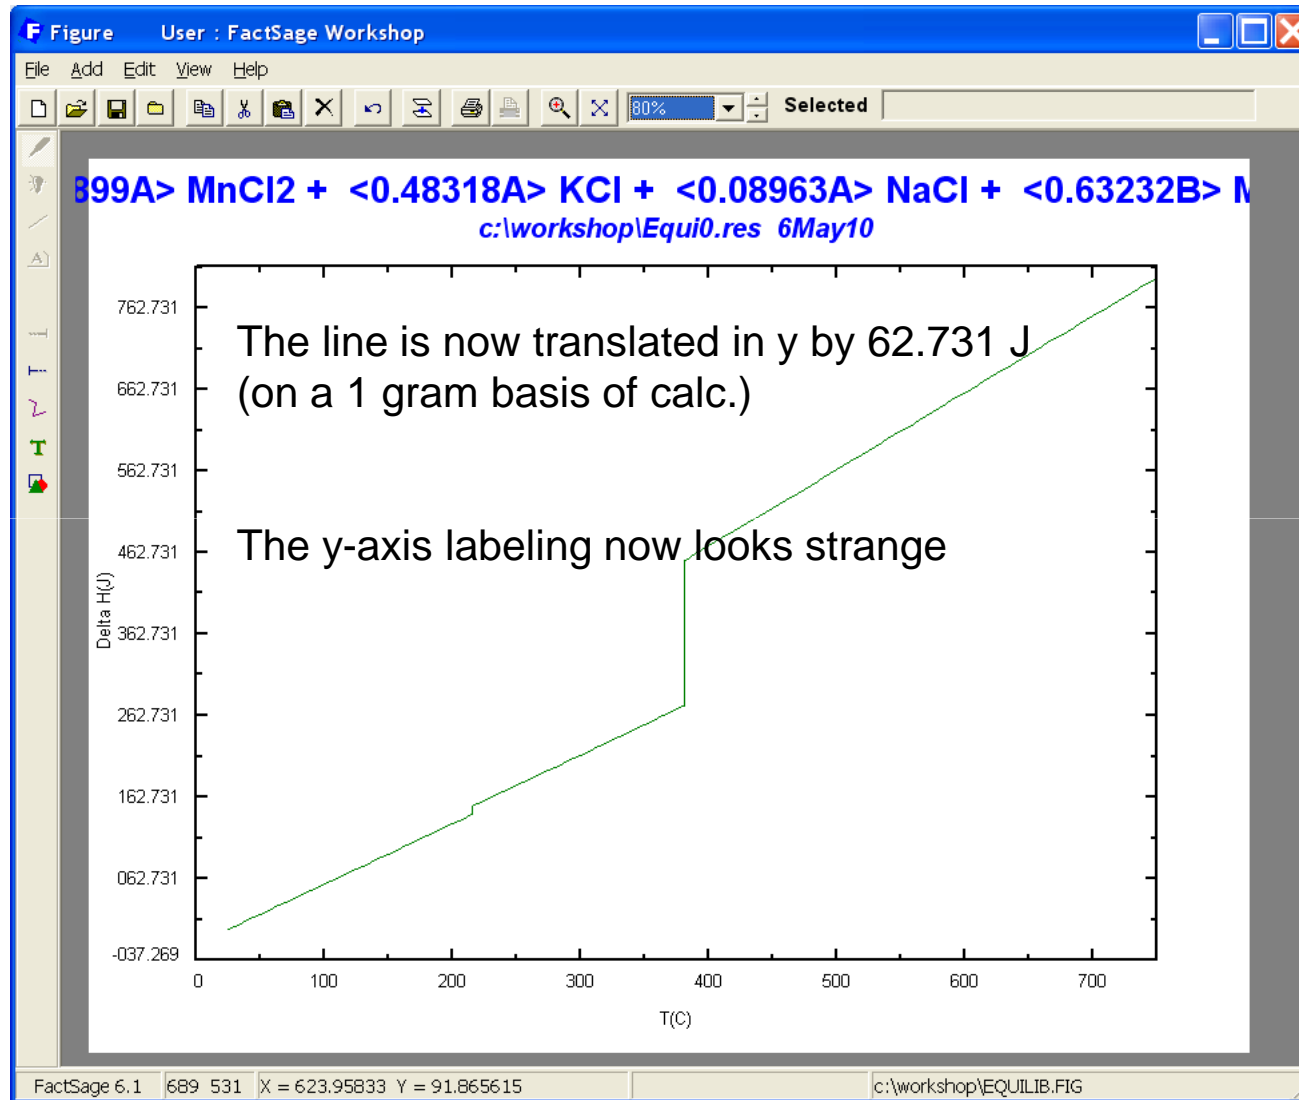 Figure User : FactSage Workshop
File Add Edit View Help
80% Selected
899A> MnCl2 + <0.48318A> KCl + <0.08963A> NaCl + <0.63232B> M
c:\workshop\Equi0.res 6May10
The line is now translated in y by 62.731 J
(on a 1 gram basis of calc.)
The y-axis labeling now looks strange
762.731
662.731
562.731
462.731
362.731
262.731
162.731
062.731
-037.269
Delta H(J)
0 100 200 300 400 500 600 700
T(C)
FactSage 6.1 689 531 X = 623.95833 Y = 91.865615 c:\workshop\EQUILIB.FIG